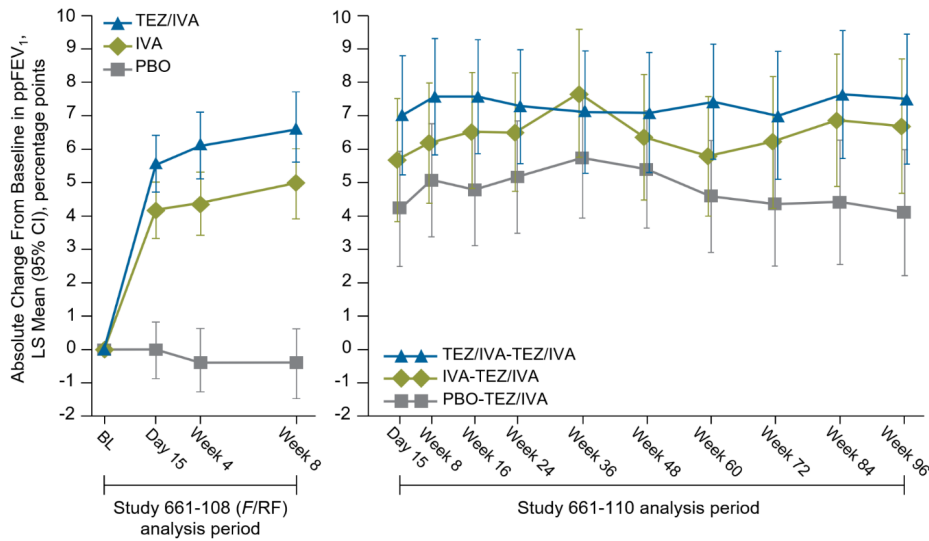 Absolute Change From Baseline in ppFEV1,
LS Mean (95% CI), percentage points
10
9
8
7
6
5
4
3
2
1
0
-1
-2
TEZ/IVA
IVA
PBO
BL
Day 15
Week 4
Week 8
Study 661-108 (F/RF)
analysis period
10
9
8
7
6
5
4
3
2
1
0
-1
-2
TEZ/IVA-TEZ/IVA
IVA-TEZ/IVA
PBO-TEZ/IVA
Day 15
Week 8
Week 16
Week 24
Week 36
Week 48
Week 60
Week 72
Week 84
Week 96
Study 661-110 analysis period